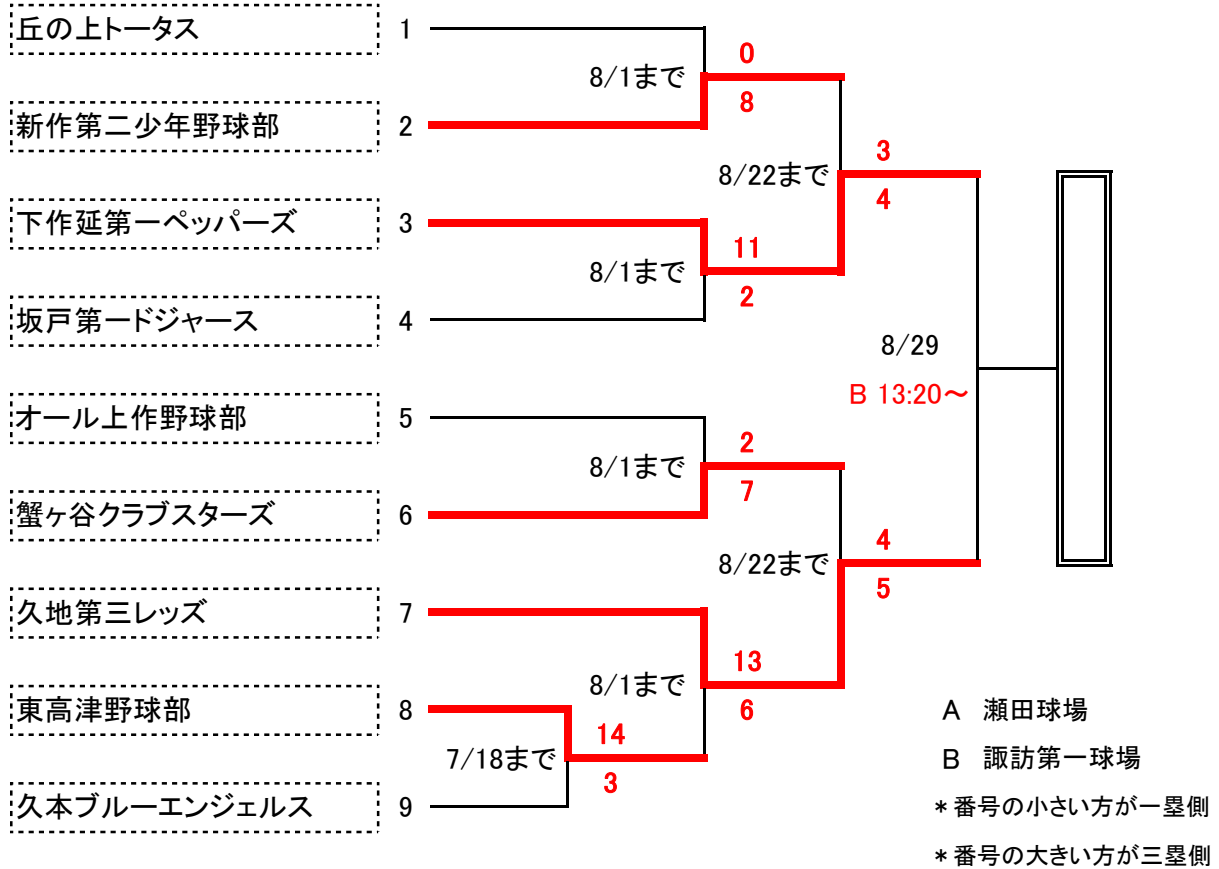 丘の上トータス 1
0
8/1まで
8
新作第二少年野球部 2
3
8/22まで
4
下作延第一ペッパーズ 3
11
8/1まで
2
坂戸第一ドジャース 4
8/29
B 13:20～
オール上作野球部 5
2
8/1まで
7
蟹ヶ谷クラブスターズ 6
4
8/22まで
5
久地第三レッズ 7
13
8/1まで
6
東高津野球部 8
14
7/18まで
3
久本ブルーエンジェルス 9
A 瀬田球場
B 諏訪第一球場
＊番号の小さい方が一塁側
＊番号の大きい方が三塁側